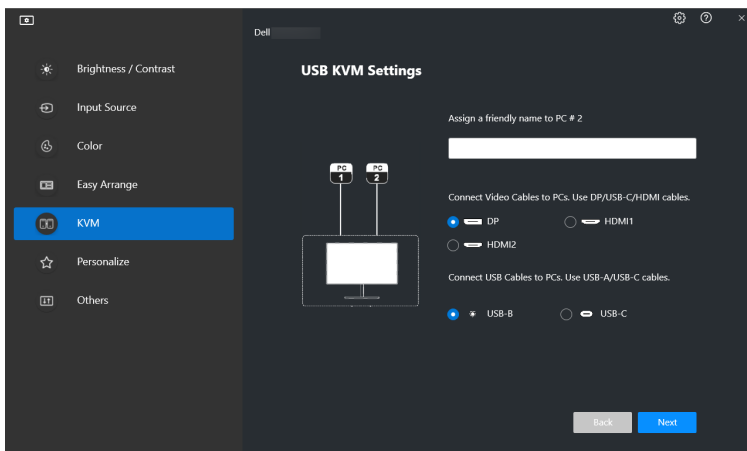 Dell
Brightness / Contrast
Input Source
Color
Easy Arrange
KVM
Personalize
Others
USB KVM Settings
PC 1
PC 2
Assign a friendly name to PC # 2
Connect Video Cables to PCs. Use DP/USB-C/HDMI cables.
DP HDMI1
HDMI2
Connect USB Cables to PCs. Use USB-A/USB-C cables.
USB-B USB-C
Back Next